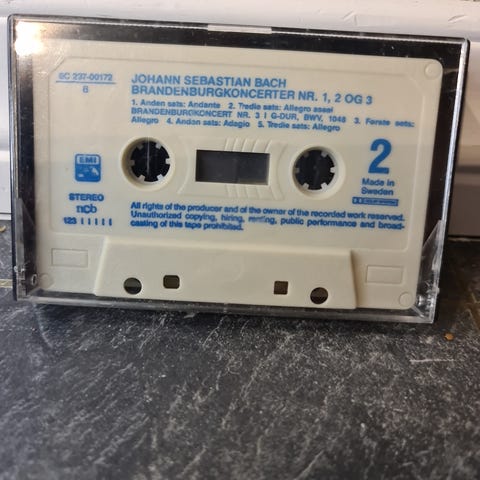 6C 237-00172
6
JOHANN SEBASTIAN BACH
BRANDENBURGKONCERTER NR. 1, 2 OG 3
1. Anden sats: Andante 2. Tredie sats: Allegro assai
BRANDENBURGKONCERT NR. 3 I G-DUR, BWV, 1048 3. Første sats:
Allegro 4. Anden sats: Adagio 5. Tredie sats: Allegro
EMI
STEREO
ncb
123
2
Made in
Sweden
All rights of the producer and of the owner of the recorded work reserved.
Unauthorized copying, hiring, renting, public performance and broad-
casting of this tape prohibited.